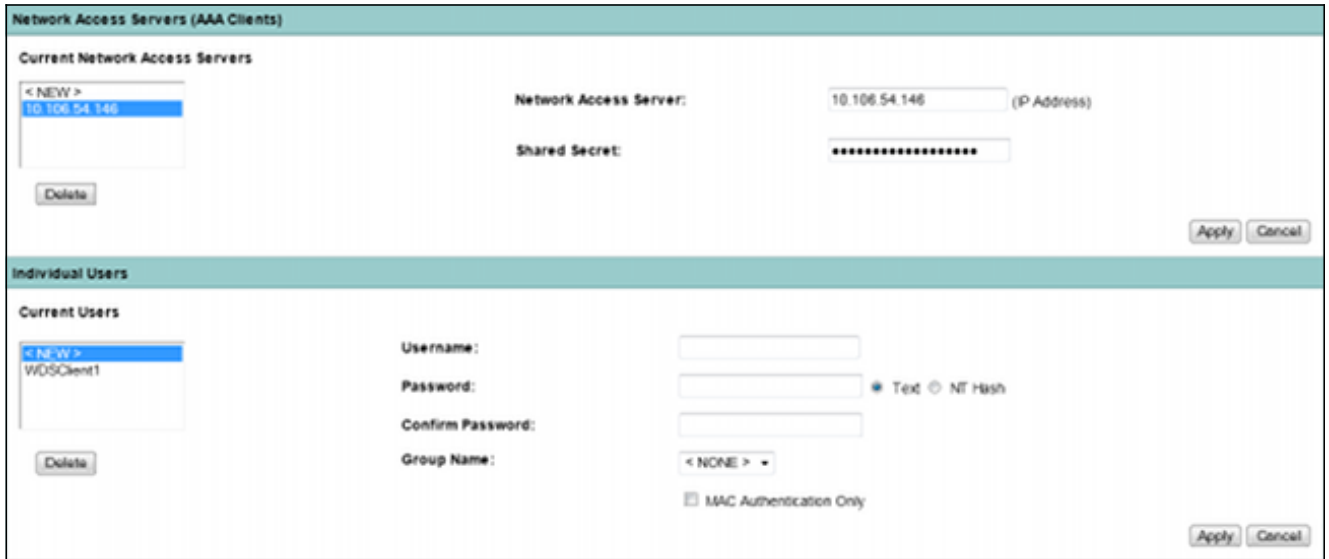 Network Access Servers (AAA Clients)
Current Network Access Servers
< NEW >
10.106.54.146
Network Access Server:
10.106.54.146
(IP Address)
Shared Secret:
••••••••••••••••••
Delete
Apply
Cancel
Individual Users
Current Users
< NEW >
WDSClient1
Username:
Password:
Text
NT Hash
Confirm Password:
Group Name:
< NONE >
MAC Authentication Only
Delete
Apply
Cancel